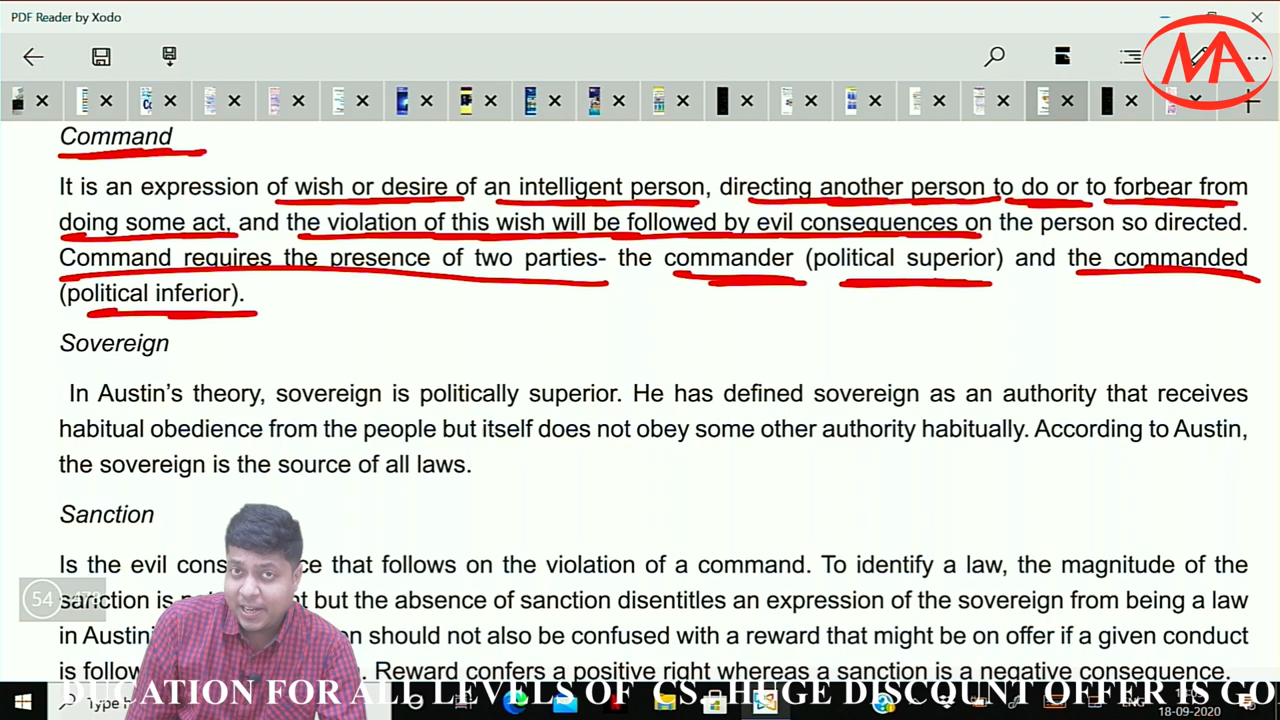 PDF Reader by Xodo
MA
Command
It is an expression of wish or desire of an intelligent person, directing another person to do or to forbear from
doing some act, and the violation of this wish will be followed by evil consequences on the person so directed.
Command requires the presence of two parties- the commander (political superior) and the commanded
(political inferior).
Sovereign
In Austin’s theory, sovereign is politically superior. He has defined sovereign as an authority that receives
habitual obedience from the people but itself does not obey some other authority habitually. According to Austin,
the sovereign is the source of all laws.
Sanction
Is the evil cons ce that follows on the violation of a command. To identify a law, the magnitude of the
sanction is but the absence of sanction disentitles an expression of the sovereign from being a law
in should not also be confused with a reward that might be on offer if a given conduct
is Reward confers a positive right whereas a sanction is a negative consequence.
54
DUCATION FOR ALL LEVELS OF CS. HUGE DISCOUNT OFFER IS GO
Type
ENG
18-09-2020